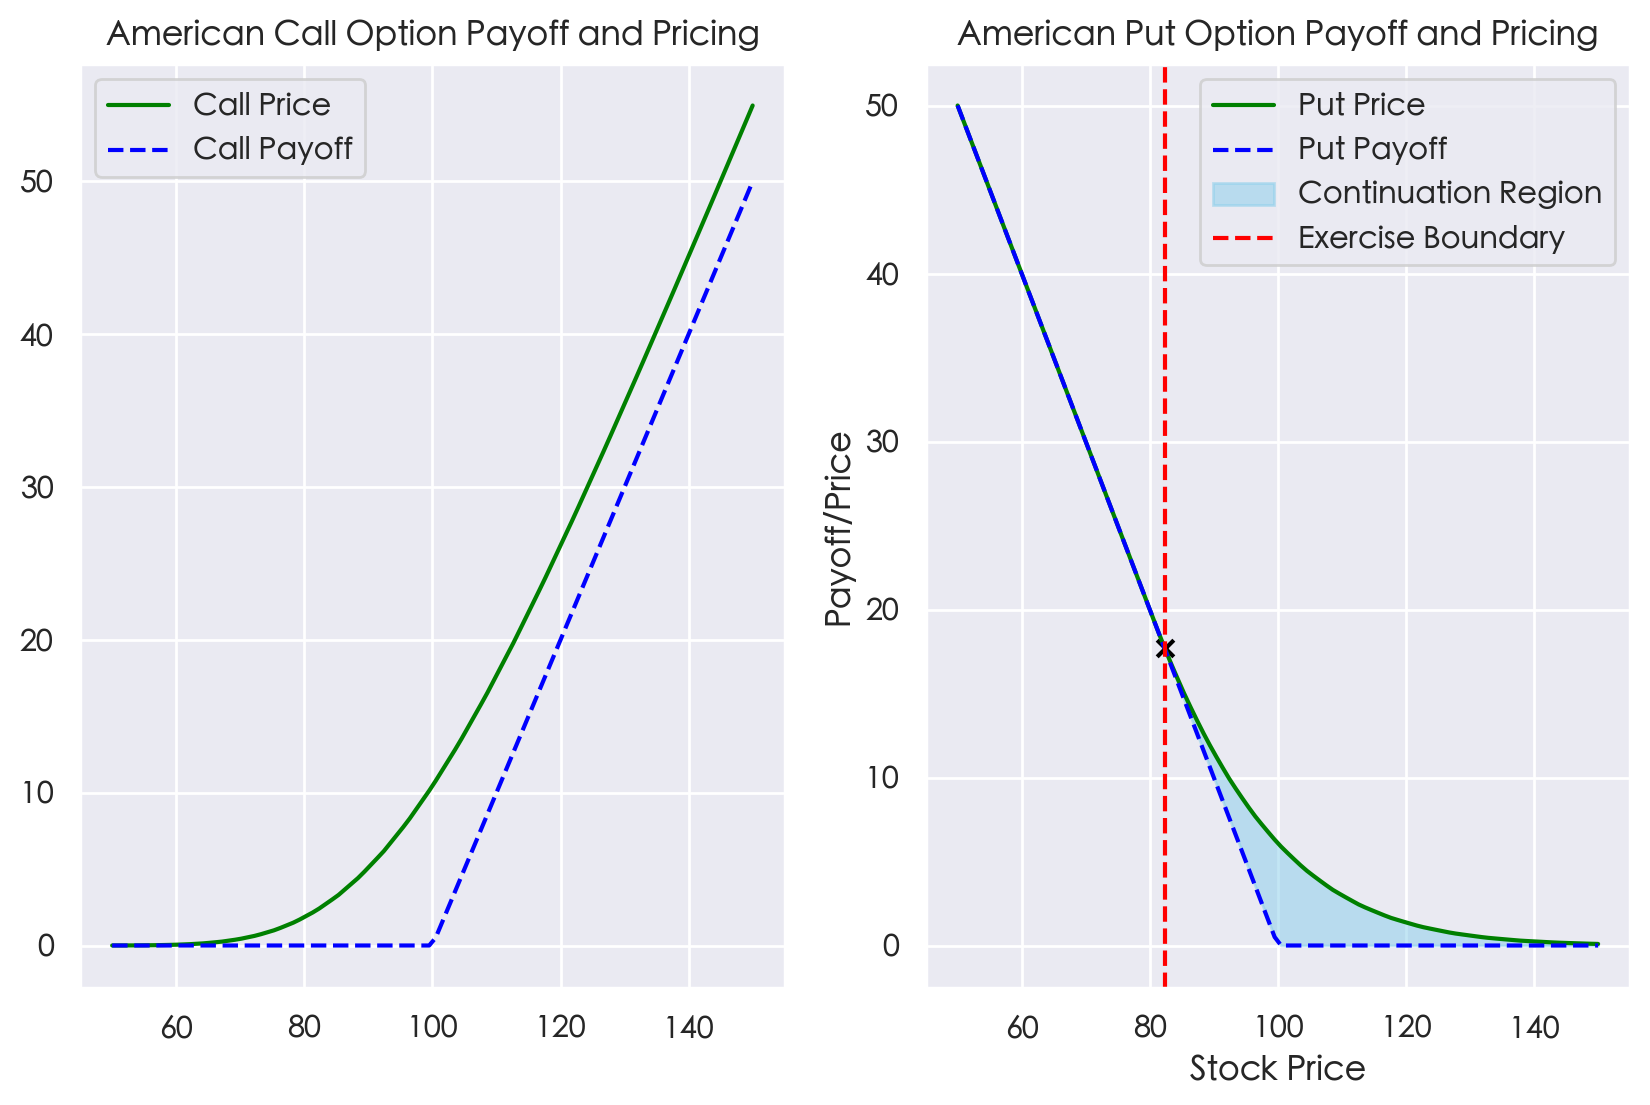 American Call Option Payoff and Pricing
Call Price
Call Payoff
50
40
30
20
10
0
60 80 100 120 140
American Put Option Payoff and Pricing
Put Price
Put Payoff
Continuation Region
Exercise Boundary
Payoff/Price
50
40
30
20
10
0
60 80 100 120 140
Stock Price